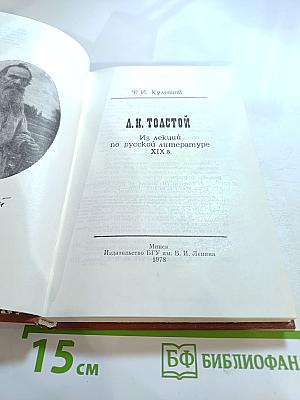 Ф. И. Кулешов
Л. Н. ТОЛСТОЙ
Из лекций
по русской литературе
XIX в.
Минск
Издательство БГУ им. В. И. Ленина
1978
15 см
БФ БИБЛИОФАН